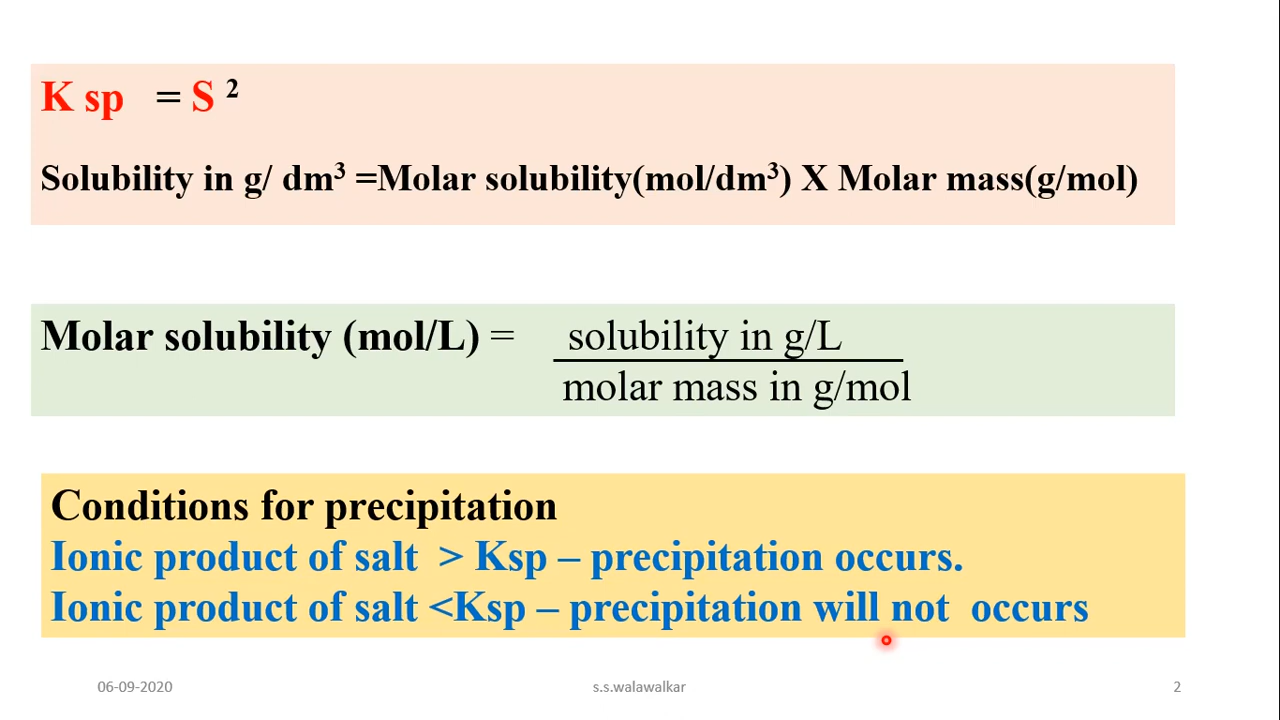 K sp = S ²
Solubility in g/ dm³ =Molar solubility(mol/dm³) X Molar mass(g/mol)
Molar solubility (mol/L) = solubility in g/L
molar mass in g/mol
Conditions for precipitation
Ionic product of salt > Ksp – precipitation occurs.
Ionic product of salt <Ksp – precipitation will not occurs
06-09-2020 s.s.walawalkar 2